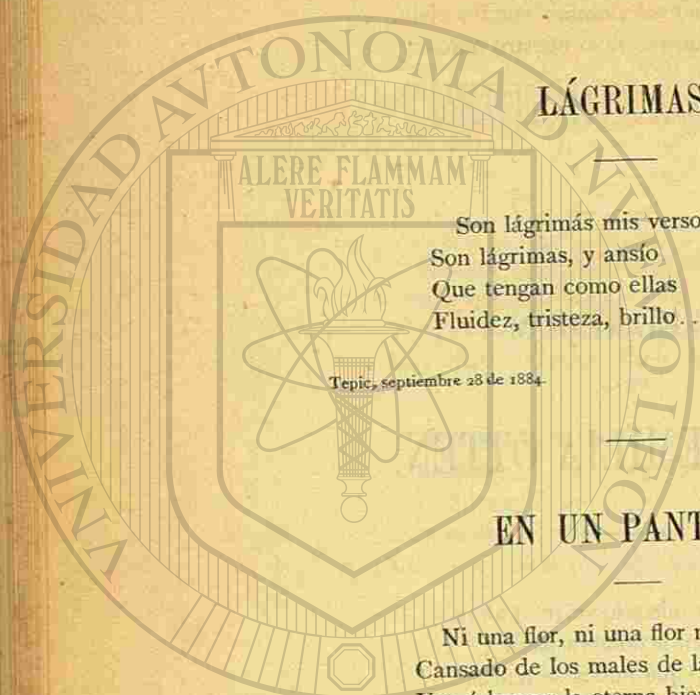 UNIVERSIDAD AVTONOMA DE NVEVO LEON
ALERE FLAMMAM
VERITATIS
LÁGRIMAS
Son lágrimás mis verso
Son lágrimas, y ansío
Que tengan como ellas
Fluidez, tristeza, brillo...
Tepic, septiembre 28 de 1884.
EN UN PANT
Ni una flor, ni una flor
Cansado de los males de